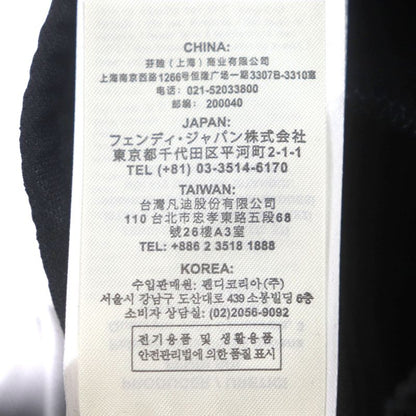 CHINA:
芬迪（上海）商业有限公司
上海南京西路1266号恒隆广场一期3307B-3310室
电话: 021-52033800
邮编: 200040
JAPAN:
フェンディ・ジャパン株式会社
東京都千代田区平河町2-1-1
TEL (+81) 03-3514-6170
TAIWAN:
台灣凡迪股份有限公司
110 台北市忠孝東路五段68
號26樓A3室
TEL: +886 2 3518 1888
KOREA:
수입판매원: 펜디코리아(주)
서울시 강남구 도산대로 439 소봉빌딩 6층
소비자 상담실: (02)2056-9092
전기용품 및 생활용품
안전관리법에 의한 품질 표시